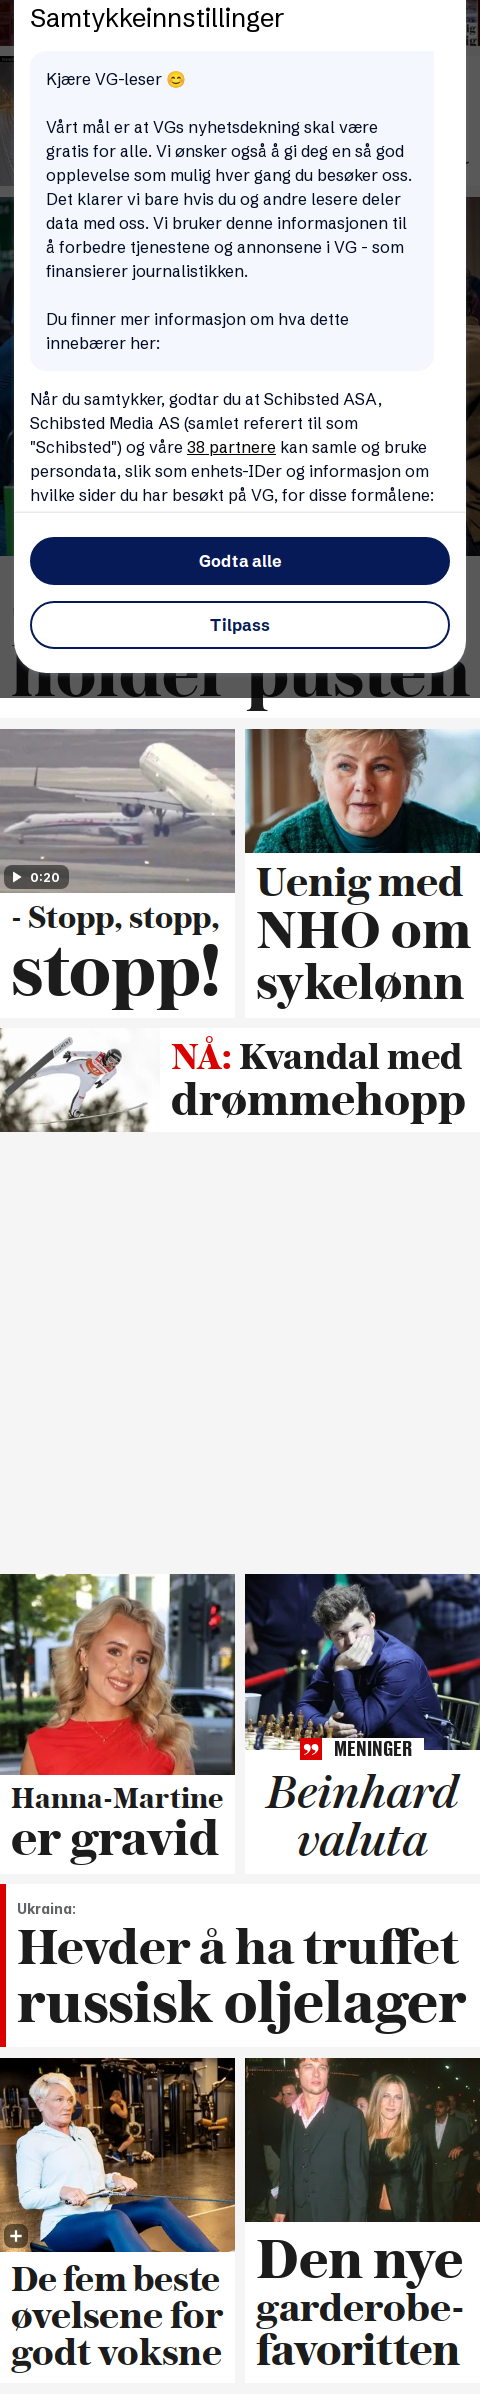 Samtykkeinnstillinger
Kjære VG-leser 😊
Vårt mål er at VGs nyhetsdekning skal være
gratis for alle. Vi ønsker også å gi deg en så god
opplevelse som mulig hver gang du besøker oss.
Det klarer vi bare hvis du og andre lesere deler
data med oss. Vi bruker denne informasjonen til
å forbedre tjenestene og annonsene i VG - som
finansierer journalistikken.
Du finner mer informasjon om hva dette
innebærer her:
Når du samtykker, godtar du at Schibsted ASA,
Schibsted Media AS (samlet referert til som
"Schibsted") og våre 38 partnere kan samle og bruke
persondata, slik som enhets-IDer og informasjon om
hvilke sider du har besøkt på VG, for disse formålene:
Godta alle
Tilpass
holder pusten
0:20
- Stopp, stopp,
stopp!
Uenig med
NHO om
sykelønn
NÅ: Kvandal med
drømmehopp
Hanna-Martine
er gravid
MENINGER
Beinhard
valuta
Ukraina:
Hevder å ha truffet
russisk oljelager
De fem beste
øvelsene for
godt voksne
Den nye
garderobe-
favoritten